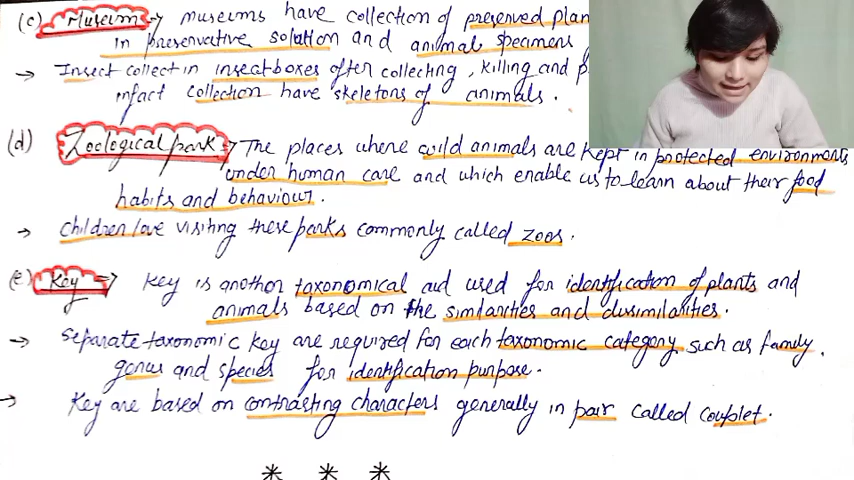 (c) Museum → museums have collection of preserved plan
in preservative solution and animal specimens
→ Insect collect in insectboxes after collecting, killing and p
infact collection have skeletons of animals.
(d) Zoological park → The places where wild animals are kept in protected environments
under human care and which enable us to learn about their food
habits and behaviour.
→ children love visiting these parks commonly called zoos.
(e) Key → Key is another taxonomical aid used for identification of plants and
animals based on the similarities and dissimilarities.
→ separate taxonomic key are required for each taxonomic category such as family,
genus and species for identification purpose.
→ Key are based on contrasting characters generally in pair called couplet.